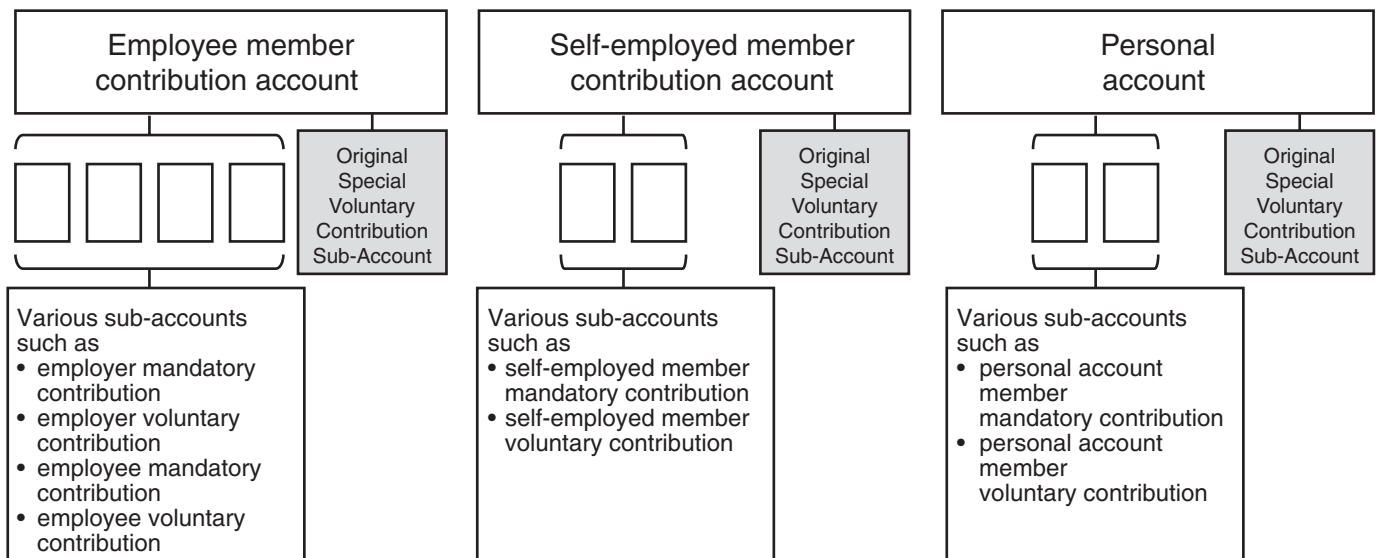 Employee member
contribution account
Original
Special
Voluntary
Contribution
Sub-Account
Various sub-accounts
such as
• employer mandatory
contribution
• employer voluntary
contribution
• employee mandatory
contribution
• employee voluntary
contribution
Self-employed member
contribution account
Original
Special
Voluntary
Contribution
Sub-Account
Various sub-accounts
such as
• self-employed member
mandatory contribution
• self-employed member
voluntary contribution
Personal
account
Original
Special
Voluntary
Contribution
Sub-Account
Various sub-accounts
such as
• personal account
member
mandatory contribution
• personal account
member
voluntary contribution